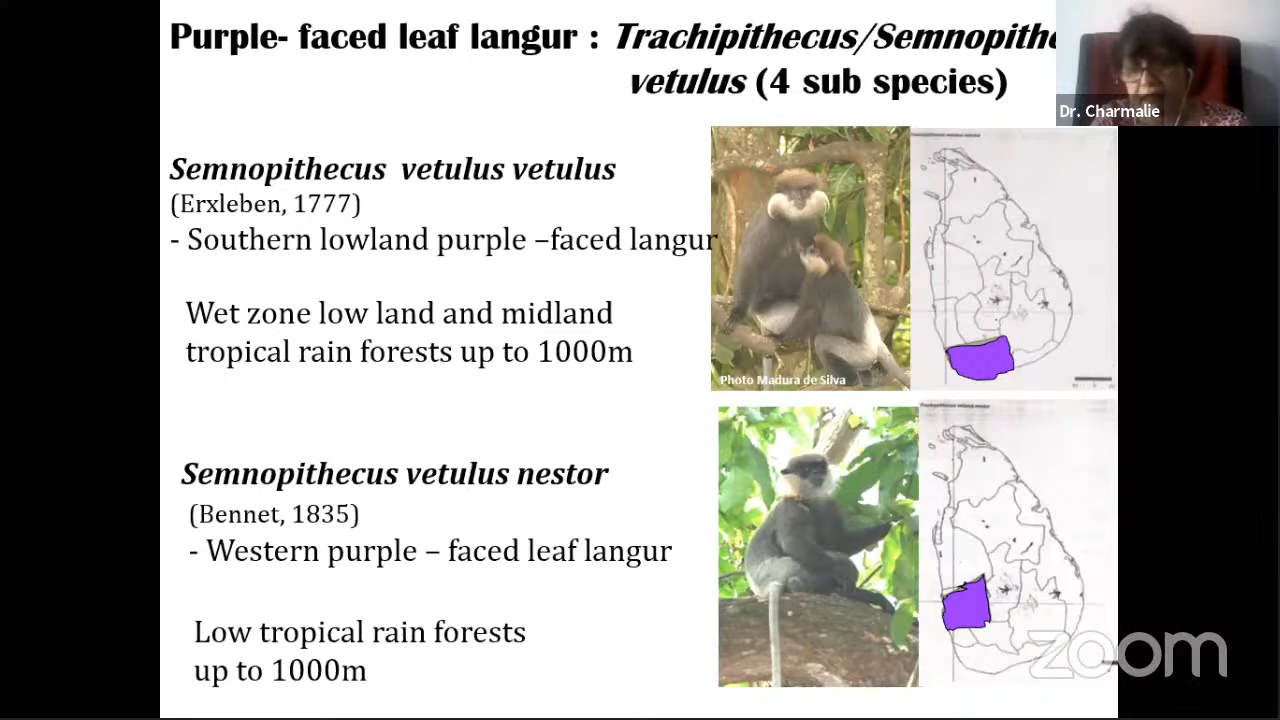 Purple- faced leaf langur : Trachipithecus/Semnopithe
vetulus (4 sub species)
Dr. Charmalie
Semnopithecus vetulus vetulus
(Erxleben, 1777)
- Southern lowland purple –faced langur
Wet zone low land and midland
tropical rain forests up to 1000m
Photo Madura de Silva
Semnopithecus vetulus nestor
(Bennet, 1835)
- Western purple – faced leaf langur
Low tropical rain forests
up to 1000m
zoom